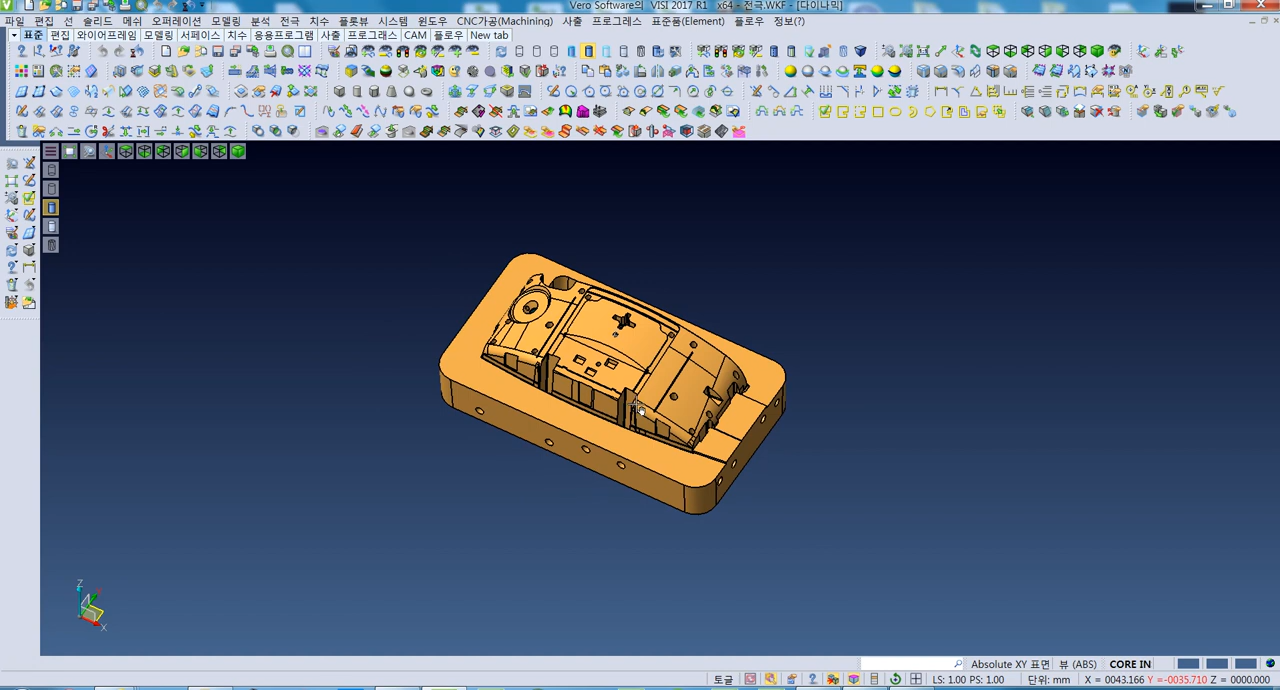 Vero Software의 VISI 2017 R1 x64 - 전극.WKF - [다이나믹]
파일 편집 선 솔리드 메쉬 오퍼레이션 모델링 분석 전극 치수 플롯뷰 시스템 윈도우 CNC가공(Machining) 사출 프로그레스 표준품(Element) 플로우 정보(?)
표준 편집 와이어프레임 모델링 서페이스 치수 응용프로그램 사출 프로그래스 CAM 플로우 New tab
Z
X
Absolute XY 표면 뷰 (ABS) CORE IN
토글 LS: 1.00 PS: 1.00 단위: mm X = 0043.166 Y =-0035.710 Z = 0000.000